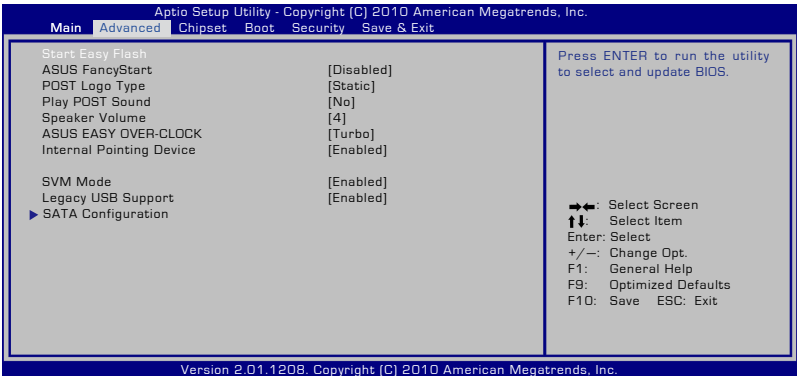 Aptio Setup Utility - Copyright (C) 2010 American Megatrends, Inc.
Main Advanced Chipset Boot Security Save & Exit
Start Easy Flash
ASUS FancyStart [Disabled]
POST Logo Type [Static]
Play POST Sound [No]
Speaker Volume [4]
ASUS EASY OVER-CLOCK [Turbo]
Internal Pointing Device [Enabled]
SVM Mode [Enabled]
Legacy USB Support [Enabled]
SATA Configuration
Press ENTER to run the utility
to select and update BIOS.
→←: Select Screen
↑↓: Select Item
Enter: Select
+/—: Change Opt.
F1: General Help
F9: Optimized Defaults
F10: Save ESC: Exit
Version 2.01.1208. Copyright (C) 2010 American Megatrends, Inc.